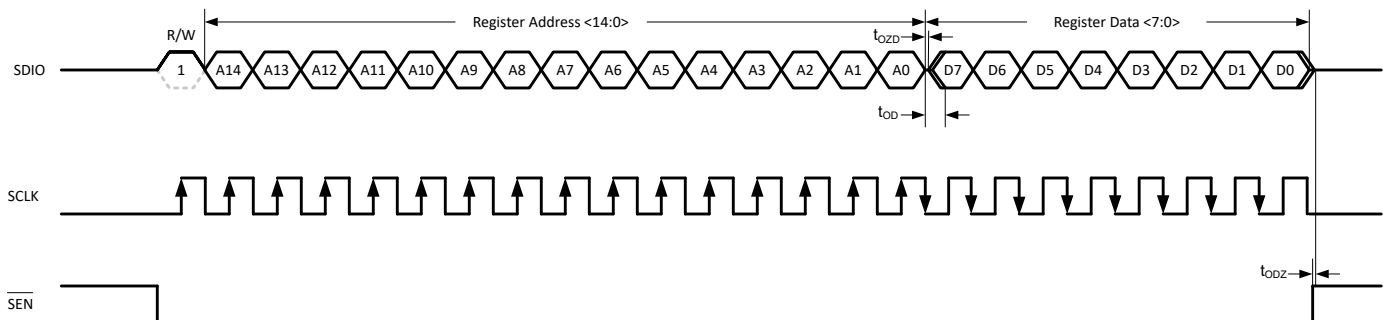 Register Address <14:0> Register Data <7:0>
R/W tOZD
SDIO 1 A14 A13 A12 A11 A10 A9 A8 A7 A6 A5 A4 A3 A2 A1 A0 D7 D6 D5 D4 D3 D2 D1 D0
tOD
SCLK
tODZ
SEN